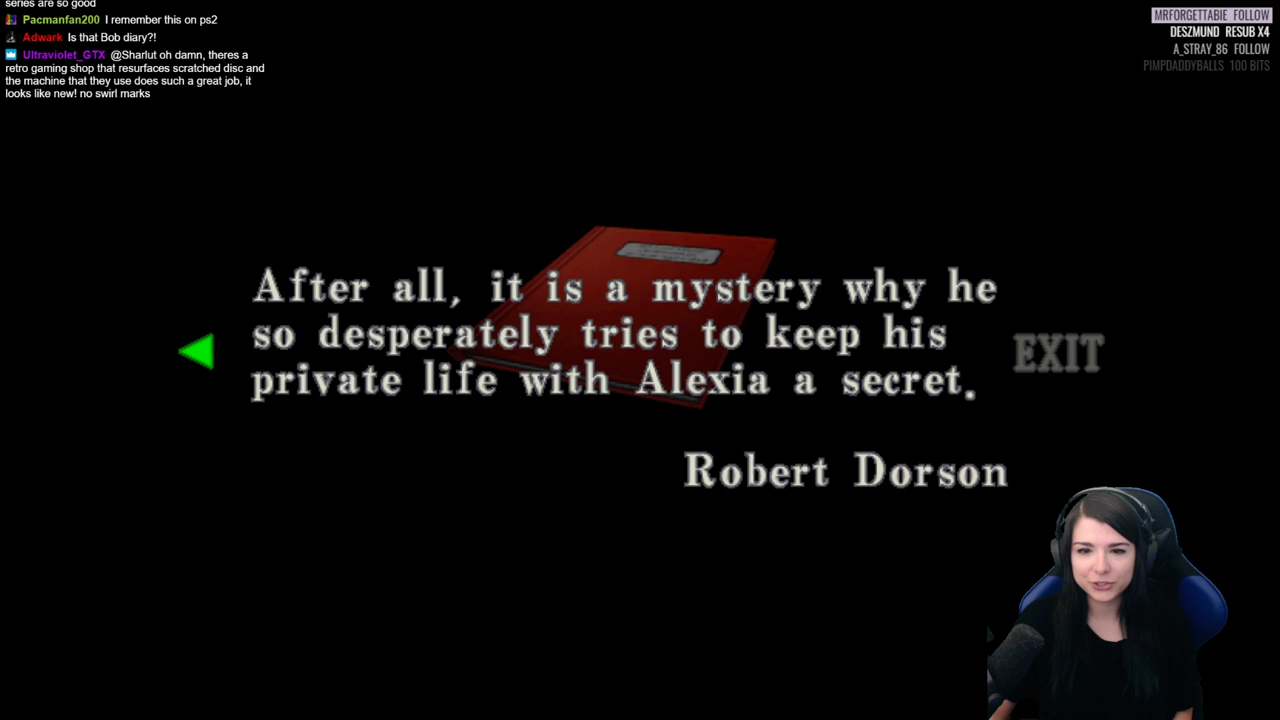 series are so good
Pacmanfan200 I remember this on ps2
Adwark Is that Bob diary?!
Ultraviolet_GTX @Sharlut oh damn, theres a
retro gaming shop that resurfaces scratched disc and
the machine that they use does such a great job, it
looks like new! no swirl marks
MRFORGETTABIE FOLLOW
DESZMUND RESUB X4
A_STRAY_86 FOLLOW
PIMPDADDYBALLS 100 BITS
After all, it is a mystery why he
so desperately tries to keep his
private life with Alexia a secret.
EXIT
Robert Dorson